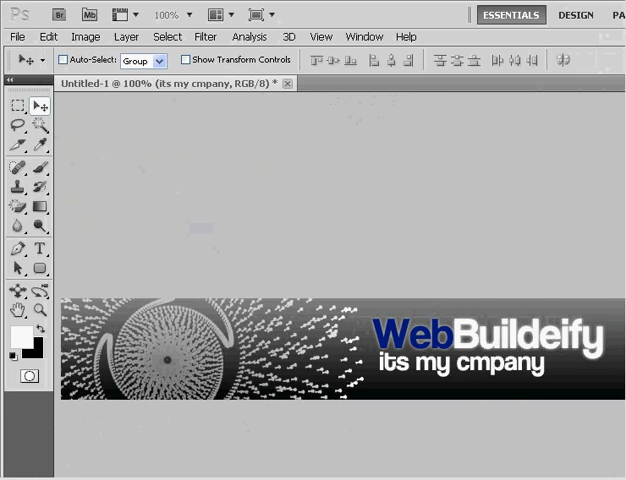 Ps Br Mb 100% ESSENTIALS DESIGN PA
File Edit Image Layer Select Filter Analysis 3D View Window Help
Auto-Select: Group Show Transform Controls
Untitled-1 @ 100% (its my cmpany, RGB/8) *
T
WebBuildeify
its my cmpany